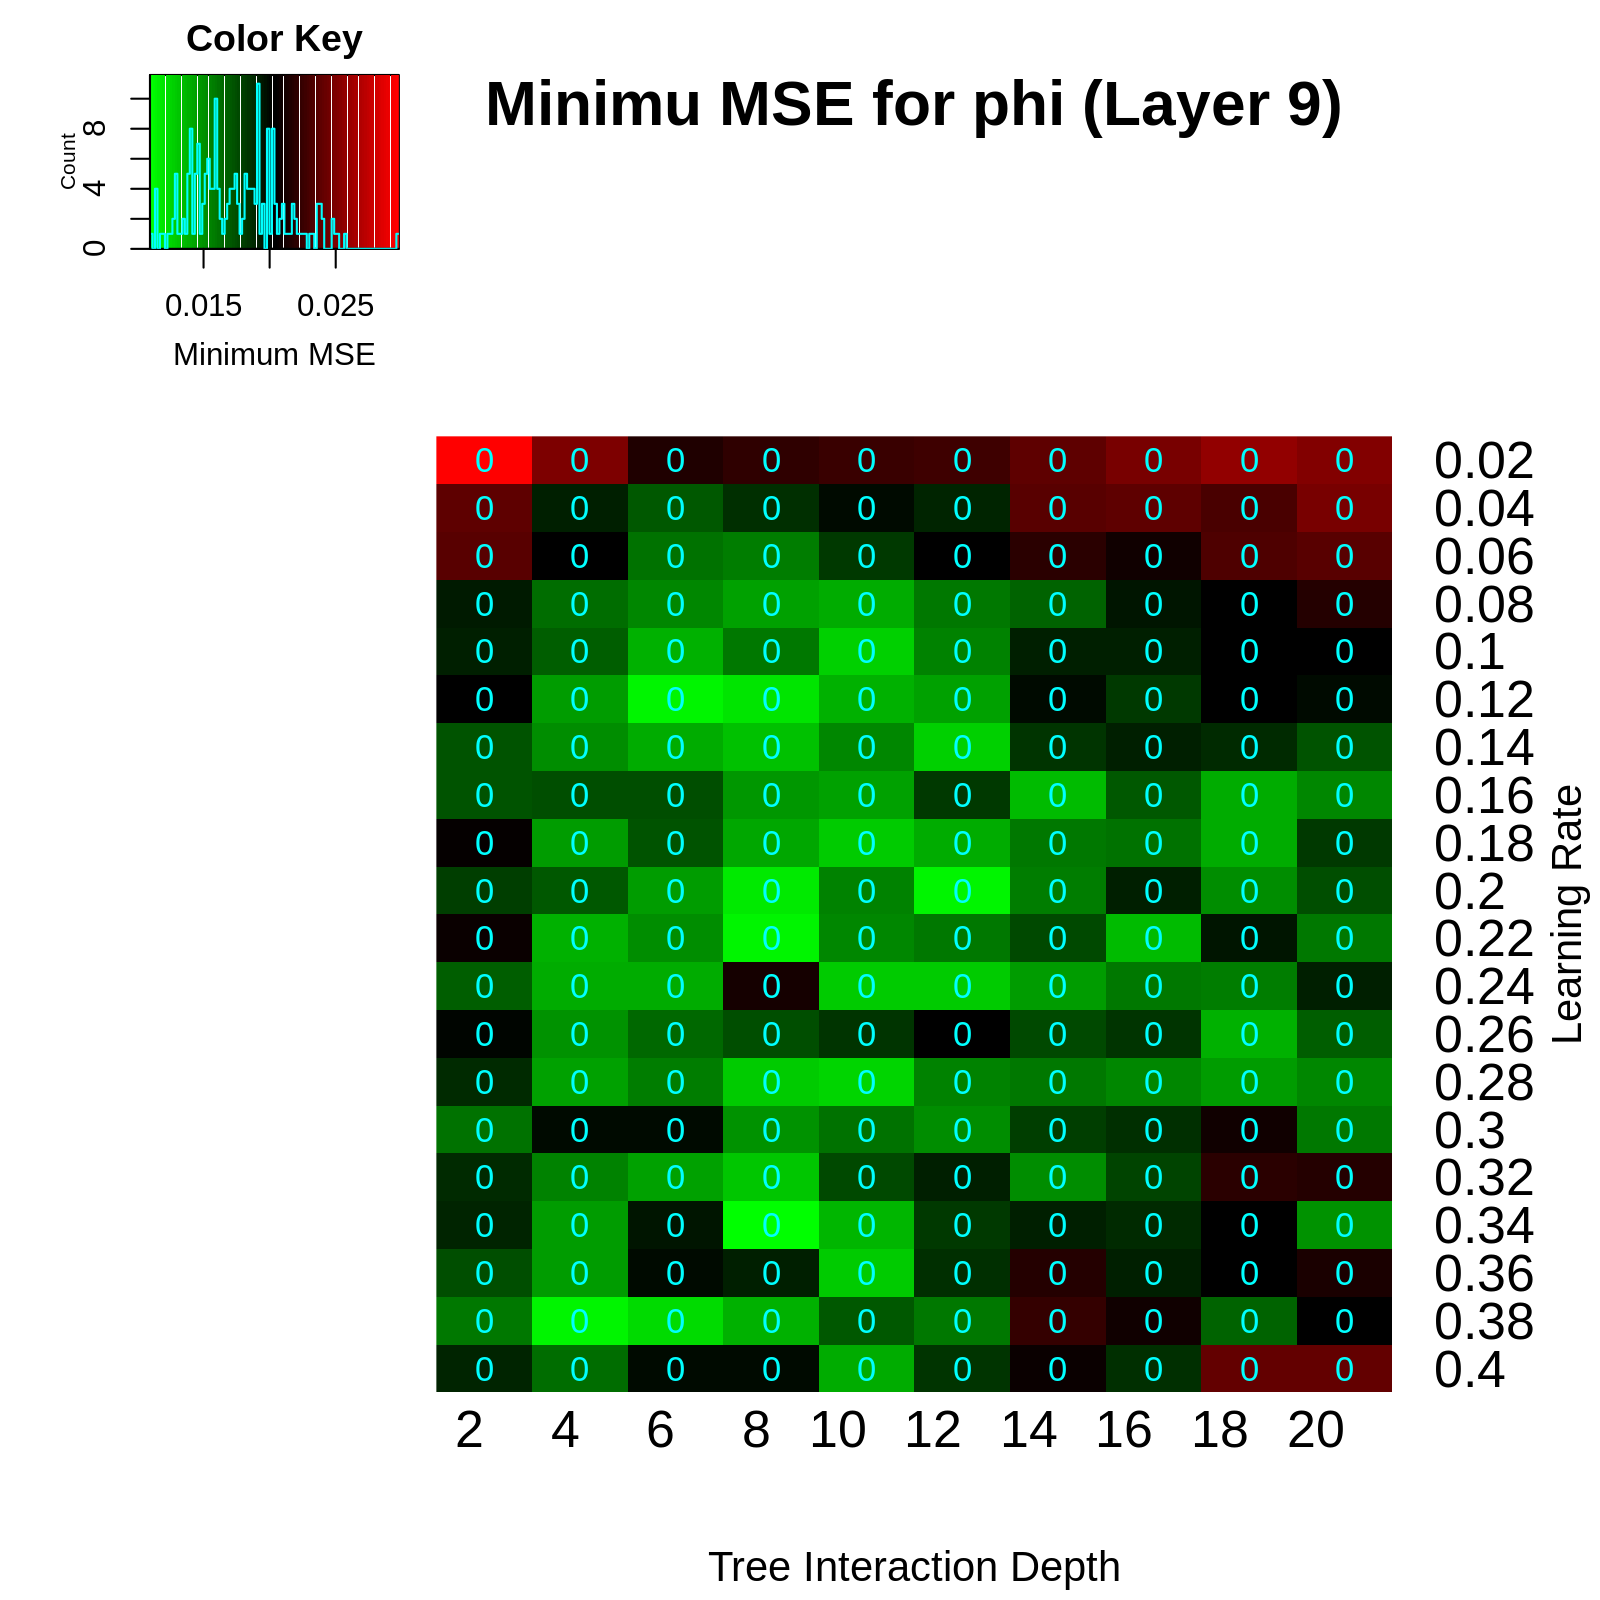 Color Key
Minimu MSE for phi (Layer 9)
Count
0 4 8
0.015 0.025
Minimum MSE
0 0 0 0 0 0 0 0 0 0 0.02
0 0 0 0 0 0 0 0 0 0 0.04
0 0 0 0 0 0 0 0 0 0 0.06
0 0 0 0 0 0 0 0 0 0 0.08
0 0 0 0 0 0 0 0 0 0 0.1
0 0 0 0 0 0 0 0 0 0 0.12
0 0 0 0 0 0 0 0 0 0 0.14
0 0 0 0 0 0 0 0 0 0 0.16
0 0 0 0 0 0 0 0 0 0 0.18
0 0 0 0 0 0 0 0 0 0 0.2
0 0 0 0 0 0 0 0 0 0 0.22
0 0 0 0 0 0 0 0 0 0 0.24
0 0 0 0 0 0 0 0 0 0 0.26
0 0 0 0 0 0 0 0 0 0 0.28
0 0 0 0 0 0 0 0 0 0 0.3
0 0 0 0 0 0 0 0 0 0 0.32
0 0 0 0 0 0 0 0 0 0 0.34
0 0 0 0 0 0 0 0 0 0 0.36
0 0 0 0 0 0 0 0 0 0 0.38
0 0 0 0 0 0 0 0 0 0 0.4
Learning Rate
2 4 6 8 10 12 14 16 18 20
Tree Interaction Depth